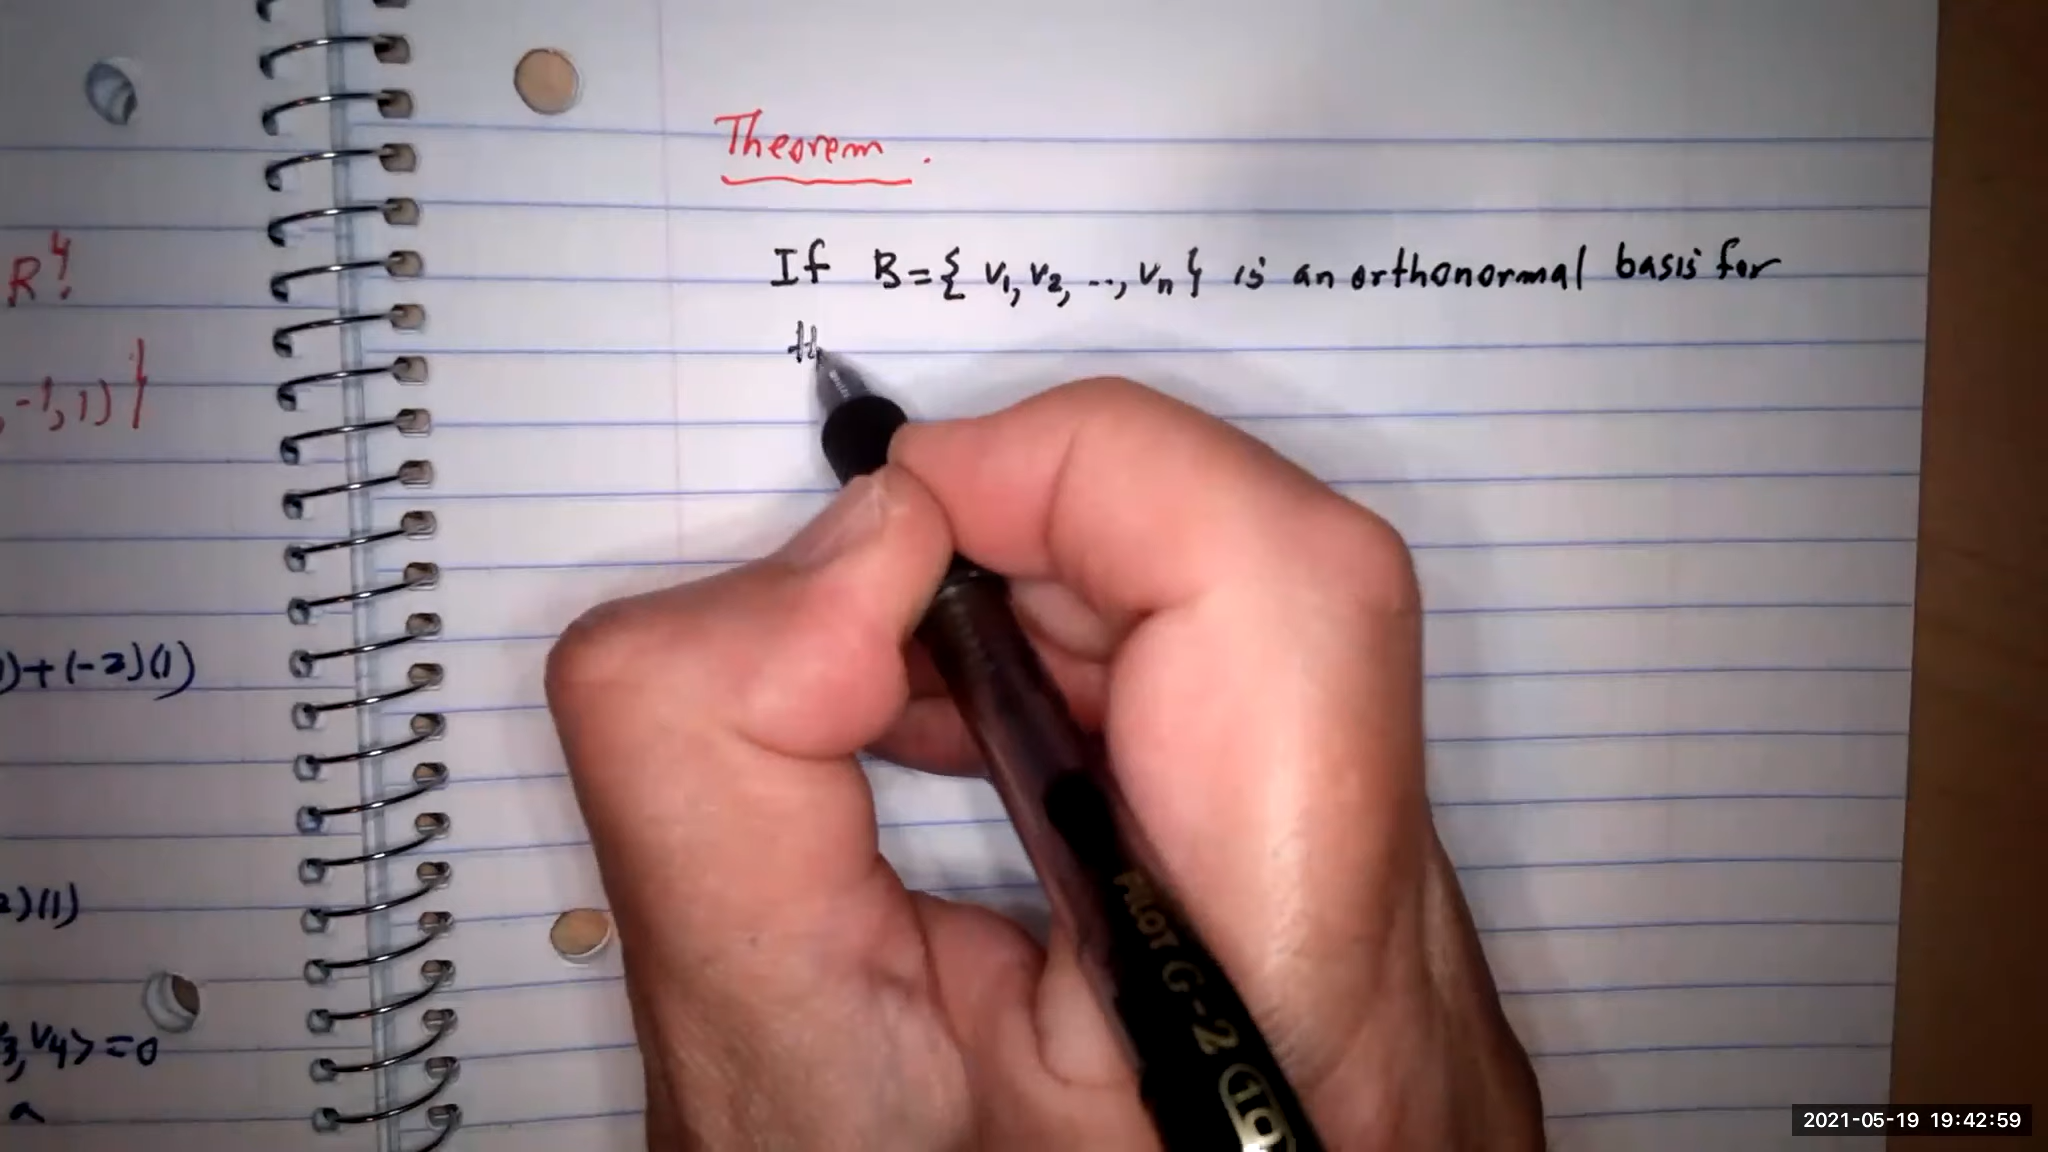 Theorem.
If B={ v1, v2, .., vn } is an orthonormal basis for
R4!
, -1, 1) }
)+(-2)(1)
2)(1)
3, v4> = 0
a
PILOT G-2 10
2021-05-19 19:42:59